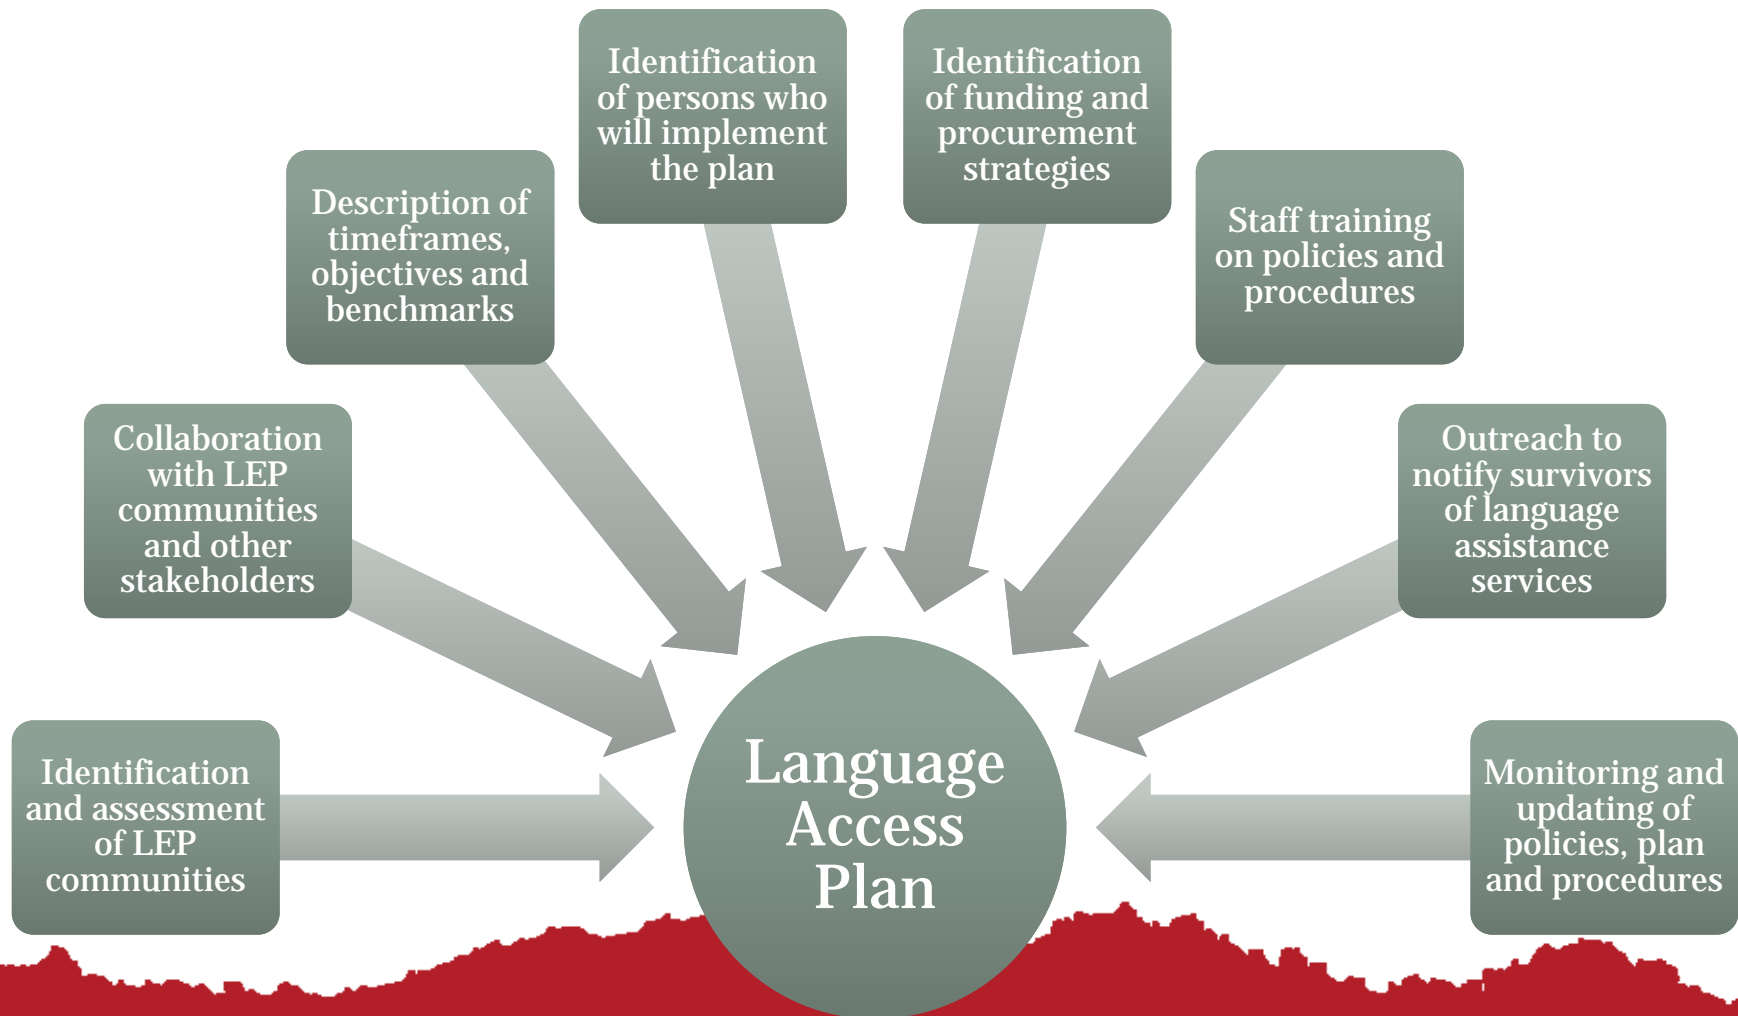 Identification
of persons who
will implement
the plan
Identification
of funding and
procurement
strategies
Description of
timeframes,
objectives and
benchmarks
Staff training
on policies and
procedures
Collaboration
with LEP
communities
and other
stakeholders
Outreach to
notify survivors
of language
assistance
services
Identification
and assessment
of LEP
communities
Language
Access
Plan
Monitoring and
updating of
policies, plan
and procedures